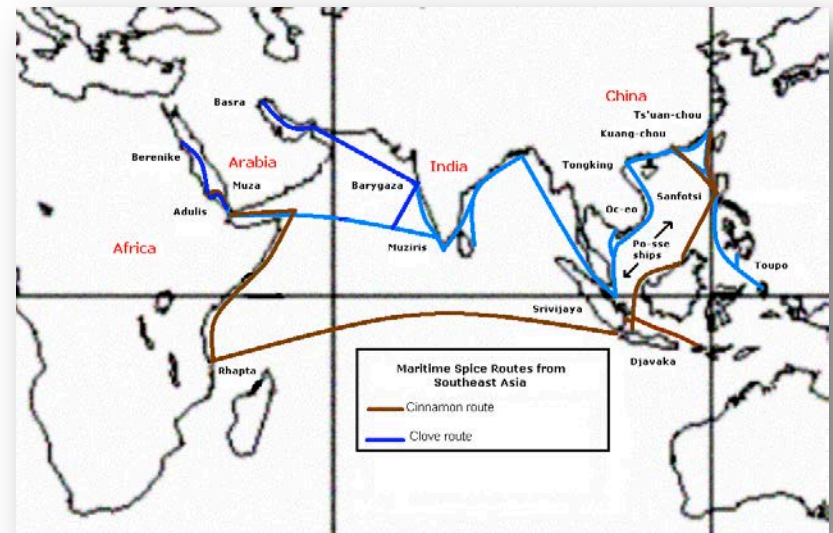 China
Ts'uan-chou
Kuang-chou
Basra
Berenike
Arabia
India
Tongking
Muza
Barygaza
Sanfotsi
Adulis
Oc-eo
Africa
Muziris
Po-sse
ships
Toupo
Srivijaya
Djavaka
Rhapta
Maritime Spice Routes from
Southeast Asia
Cinnamon route
Clove route